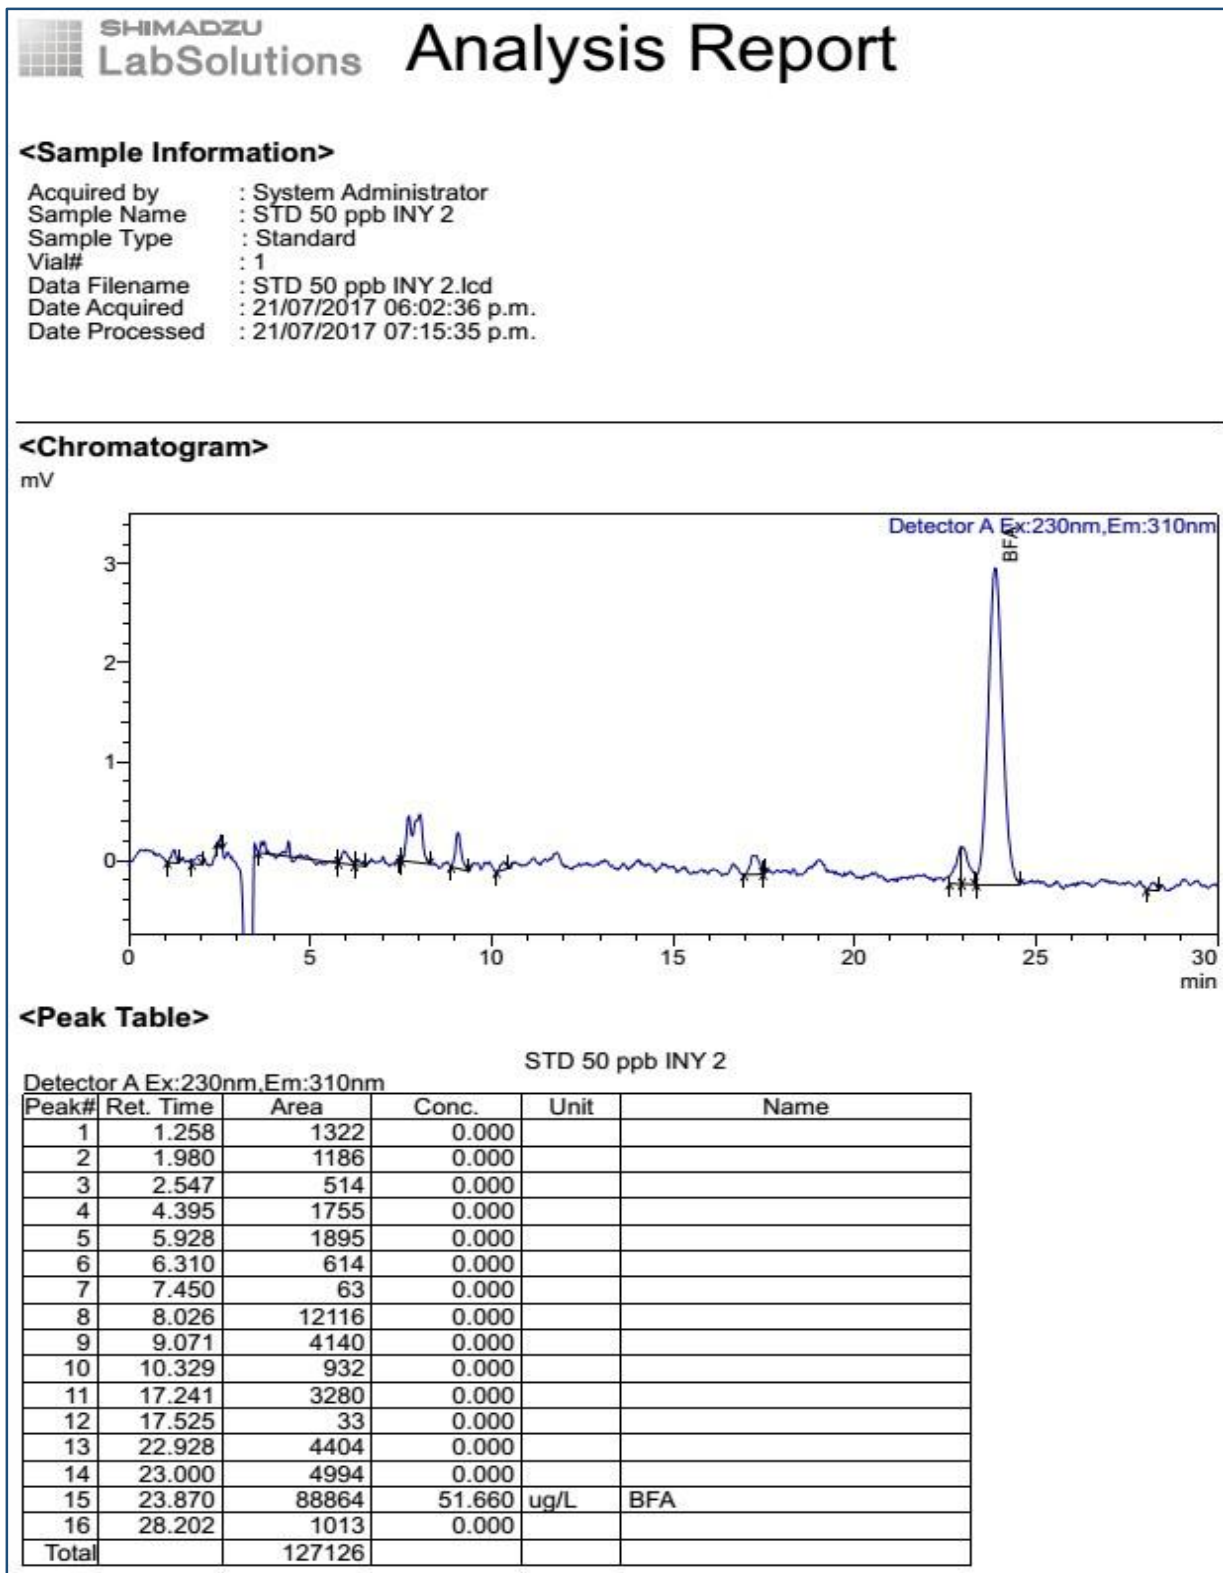 SHIMADZU
LabSolutions Analysis Report
<Sample Information>
Acquired by : System Administrator
Sample Name : STD 50 ppb INY 2
Sample Type : Standard
Vial# : 1
Data Filename : STD 50 ppb INY 2.lcd
Date Acquired : 21/07/2017 06:02:36 p.m.
Date Processed : 21/07/2017 07:15:35 p.m.
<Chromatogram>
mV
Detector A Ex:230nm,Em:310nm
BFA
3
2
1
0
0 5 10 15 20 25 30
min
<Peak Table>
STD 50 ppb INY 2
Detector A Ex:230nm,Em:310nm
Peak# Ret. Time Area Conc. Unit Name
1 1.258 1322 0.000
2 1.980 1186 0.000
3 2.547 514 0.000
4 4.395 1755 0.000
5 5.928 1895 0.000
6 6.310 614 0.000
7 7.450 63 0.000
8 8.026 12116 0.000
9 9.071 4140 0.000
10 10.329 932 0.000
11 17.241 3280 0.000
12 17.525 33 0.000
13 22.928 4404 0.000
14 23.000 4994 0.000
15 23.870 88864 51.660 ug/L BFA
16 28.202 1013 0.000
Total 127126